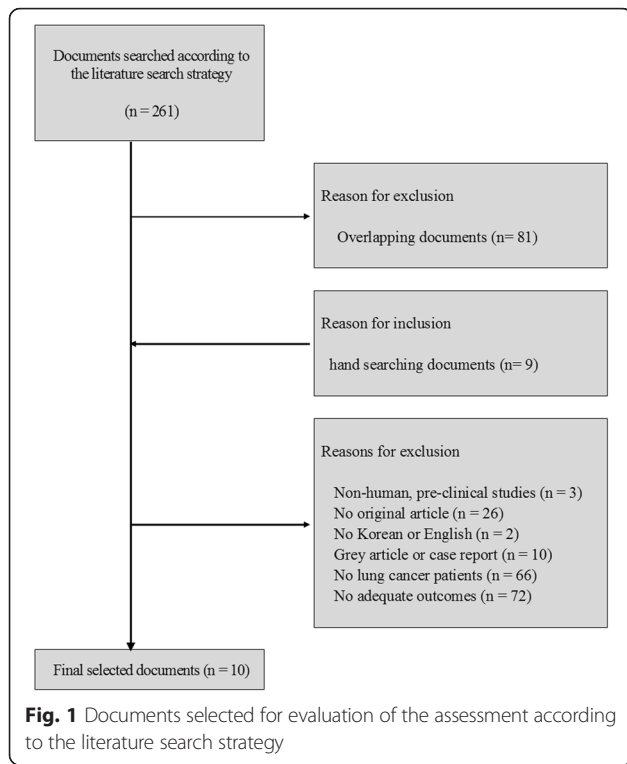 Documents searched according to
the literature search strategy
(n = 261)
Reason for exclusion
Overlapping documents (n= 81)
Reason for inclusion
hand searching documents (n= 9)
Reasons for exclusion
Non-human, pre-clinical studies (n = 3)
No original article (n = 26)
No Korean or English (n = 2)
Grey article or case report (n = 10)
No lung cancer patients (n = 66)
No adequate outcomes (n = 72)
Final selected documents (n = 10)
Fig. 1 Documents selected for evaluation of the assessment according
to the literature search strategy